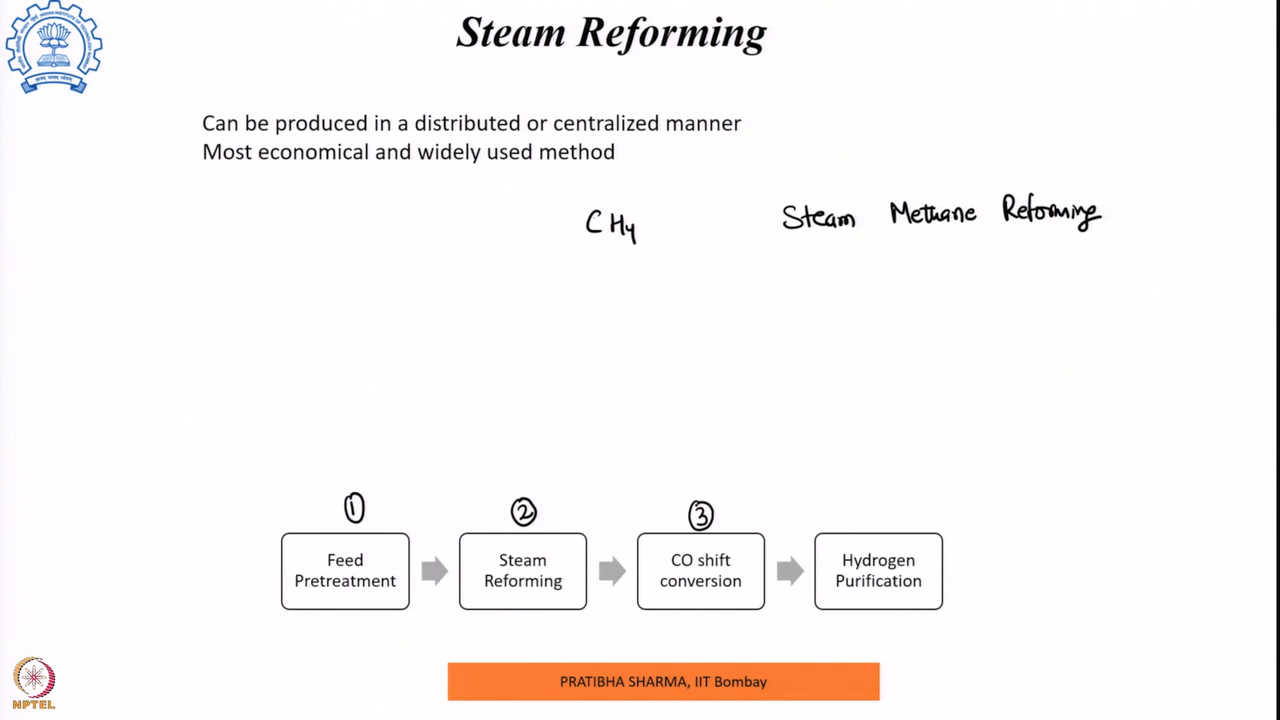 Steam Reforming
Can be produced in a distributed or centralized manner
Most economical and widely used method
CH4 Steam Methane Reforming
① ② ③
Feed Pretreatment
Steam Reforming
CO shift conversion
Hydrogen Purification
PRATIBHA SHARMA, IIT Bombay
NPTEL